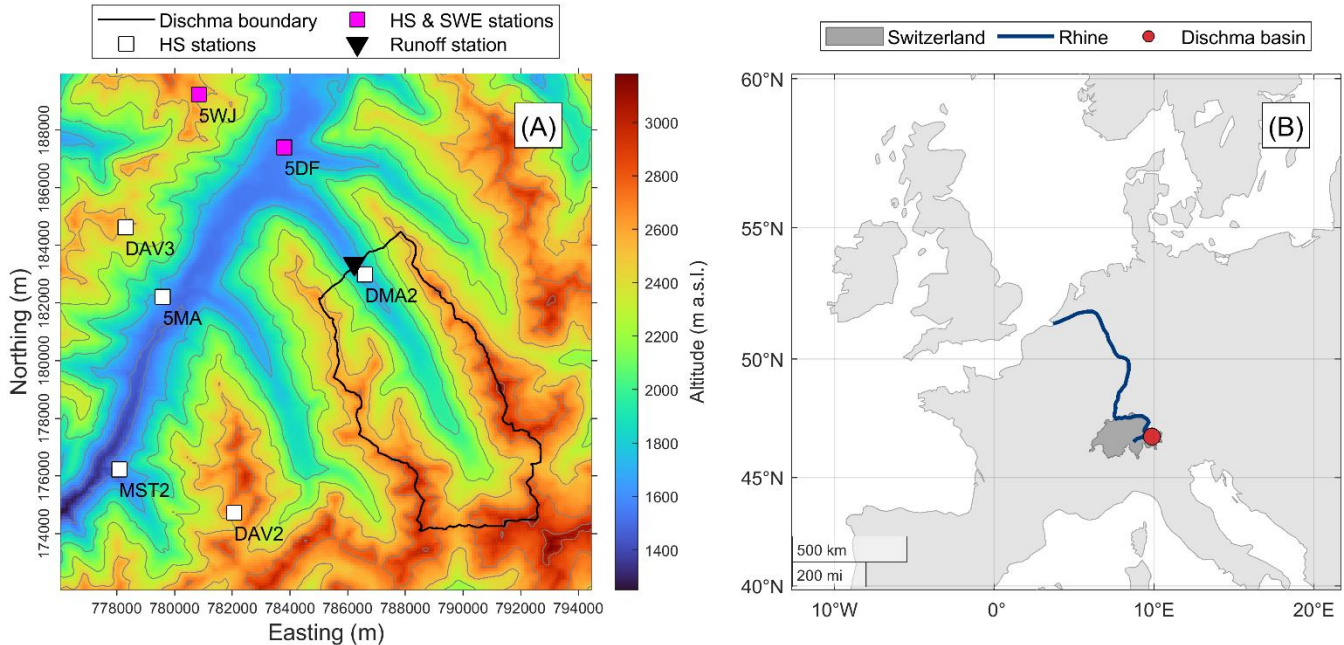 Dischma boundary
HS & SWE stations
HS stations
Runoff station
(A)
5WJ
5DF
DAV3
DMA2
5MA
MST2
DAV2
188000
186000
184000
182000
180000
178000
176000
174000
Northing (m)
778000 780000 782000 784000 786000 788000 790000 792000 794000
Easting (m)
3000
2800
2600
2400
2200
2000
1800
1600
1400
Altitude (m a.s.l.)
Switzerland
Rhine
Dischma basin
(B)
60°N
55°N
50°N
45°N
40°N
500 km
200 mi
10°W 0° 10°E 20°E